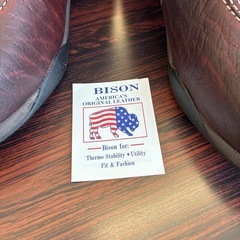 BISON
AMERICA'S
ORIGINAL LEATHER
Bison for:
Thermo Stability • Utility
Fit & Fashion